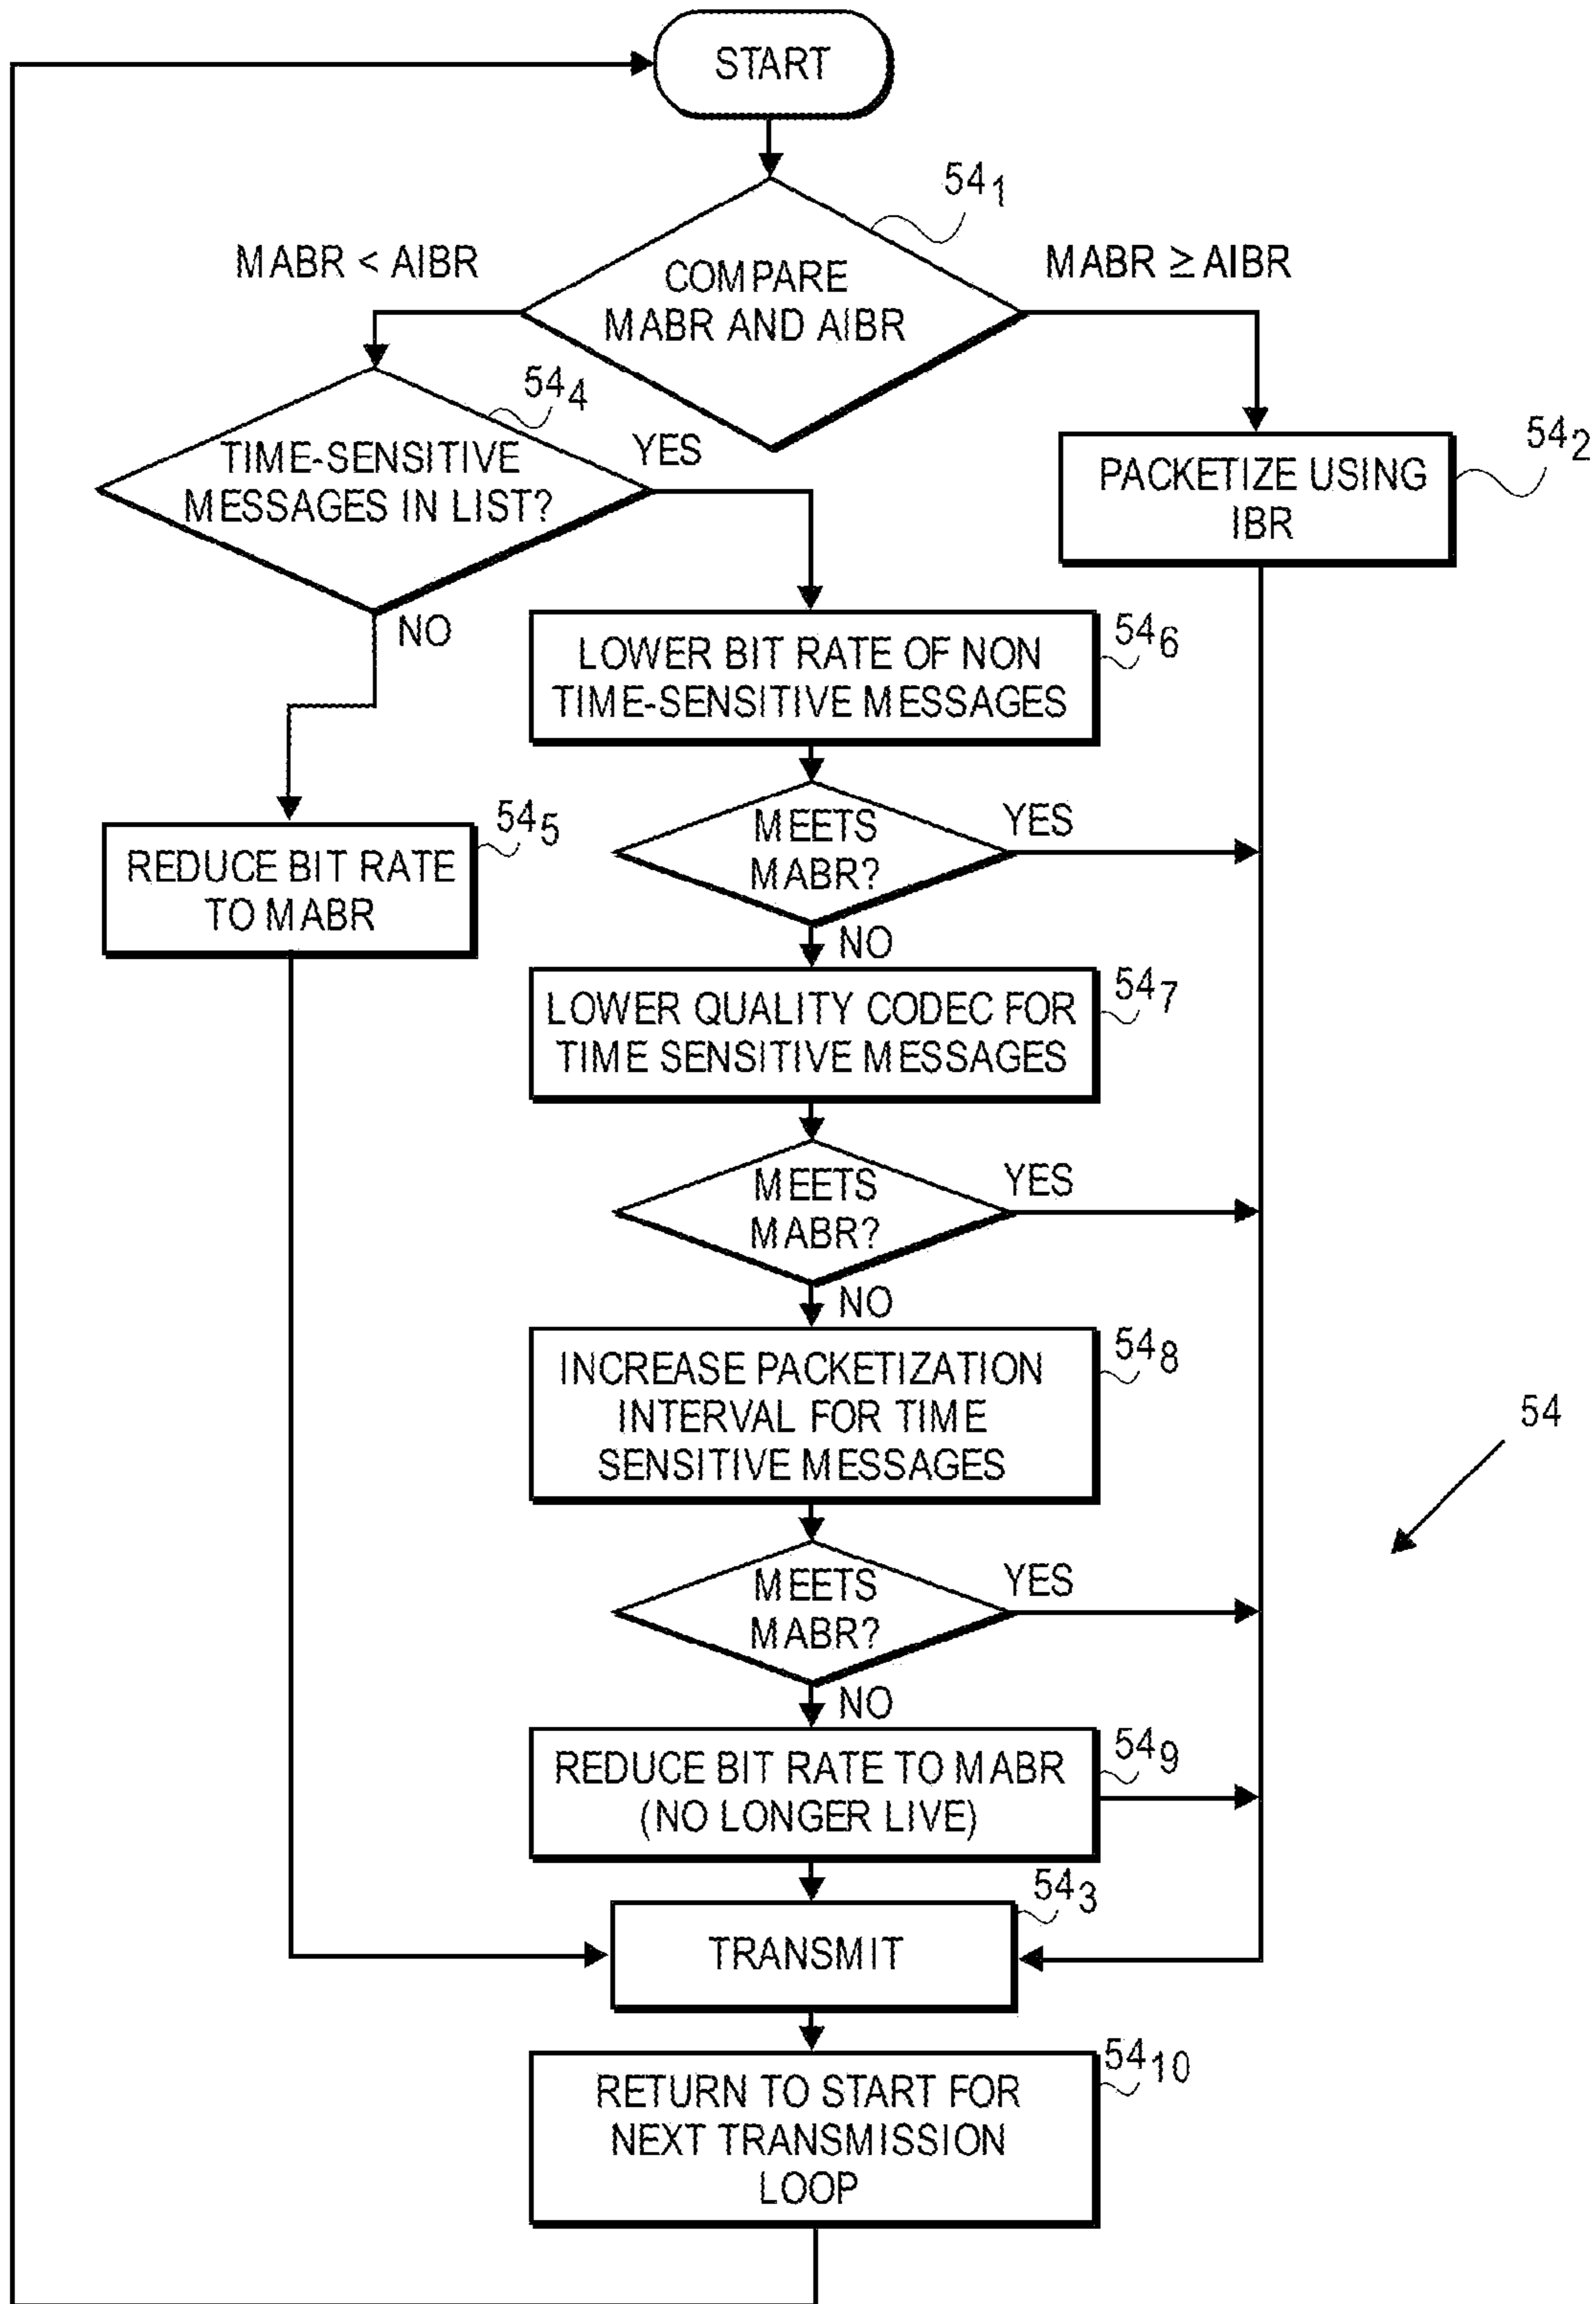 START
54₁
MABR < AIBR
MABR ≥ AIBR
COMPARE
MABR AND AIBR
54₄
TIME-SENSITIVE
MESSAGES IN LIST?
YES
NO
54₂
PACKETIZE USING
IBR
54₆
LOWER BIT RATE OF NON
TIME-SENSITIVE MESSAGES
MEETS
MABR?
YES
NO
54₅
REDUCE BIT RATE
TO MABR
54₇
LOWER QUALITY CODEC FOR
TIME SENSITIVE MESSAGES
MEETS
MABR?
YES
NO
54₈
INCREASE PACKETIZATION
INTERVAL FOR TIME
SENSITIVE MESSAGES
54
MEETS
MABR?
YES
NO
54₉
REDUCE BIT RATE TO MABR
(NO LONGER LIVE)
54₃
TRANSMIT
54₁₀
RETURN TO START FOR
NEXT TRANSMISSION
LOOP